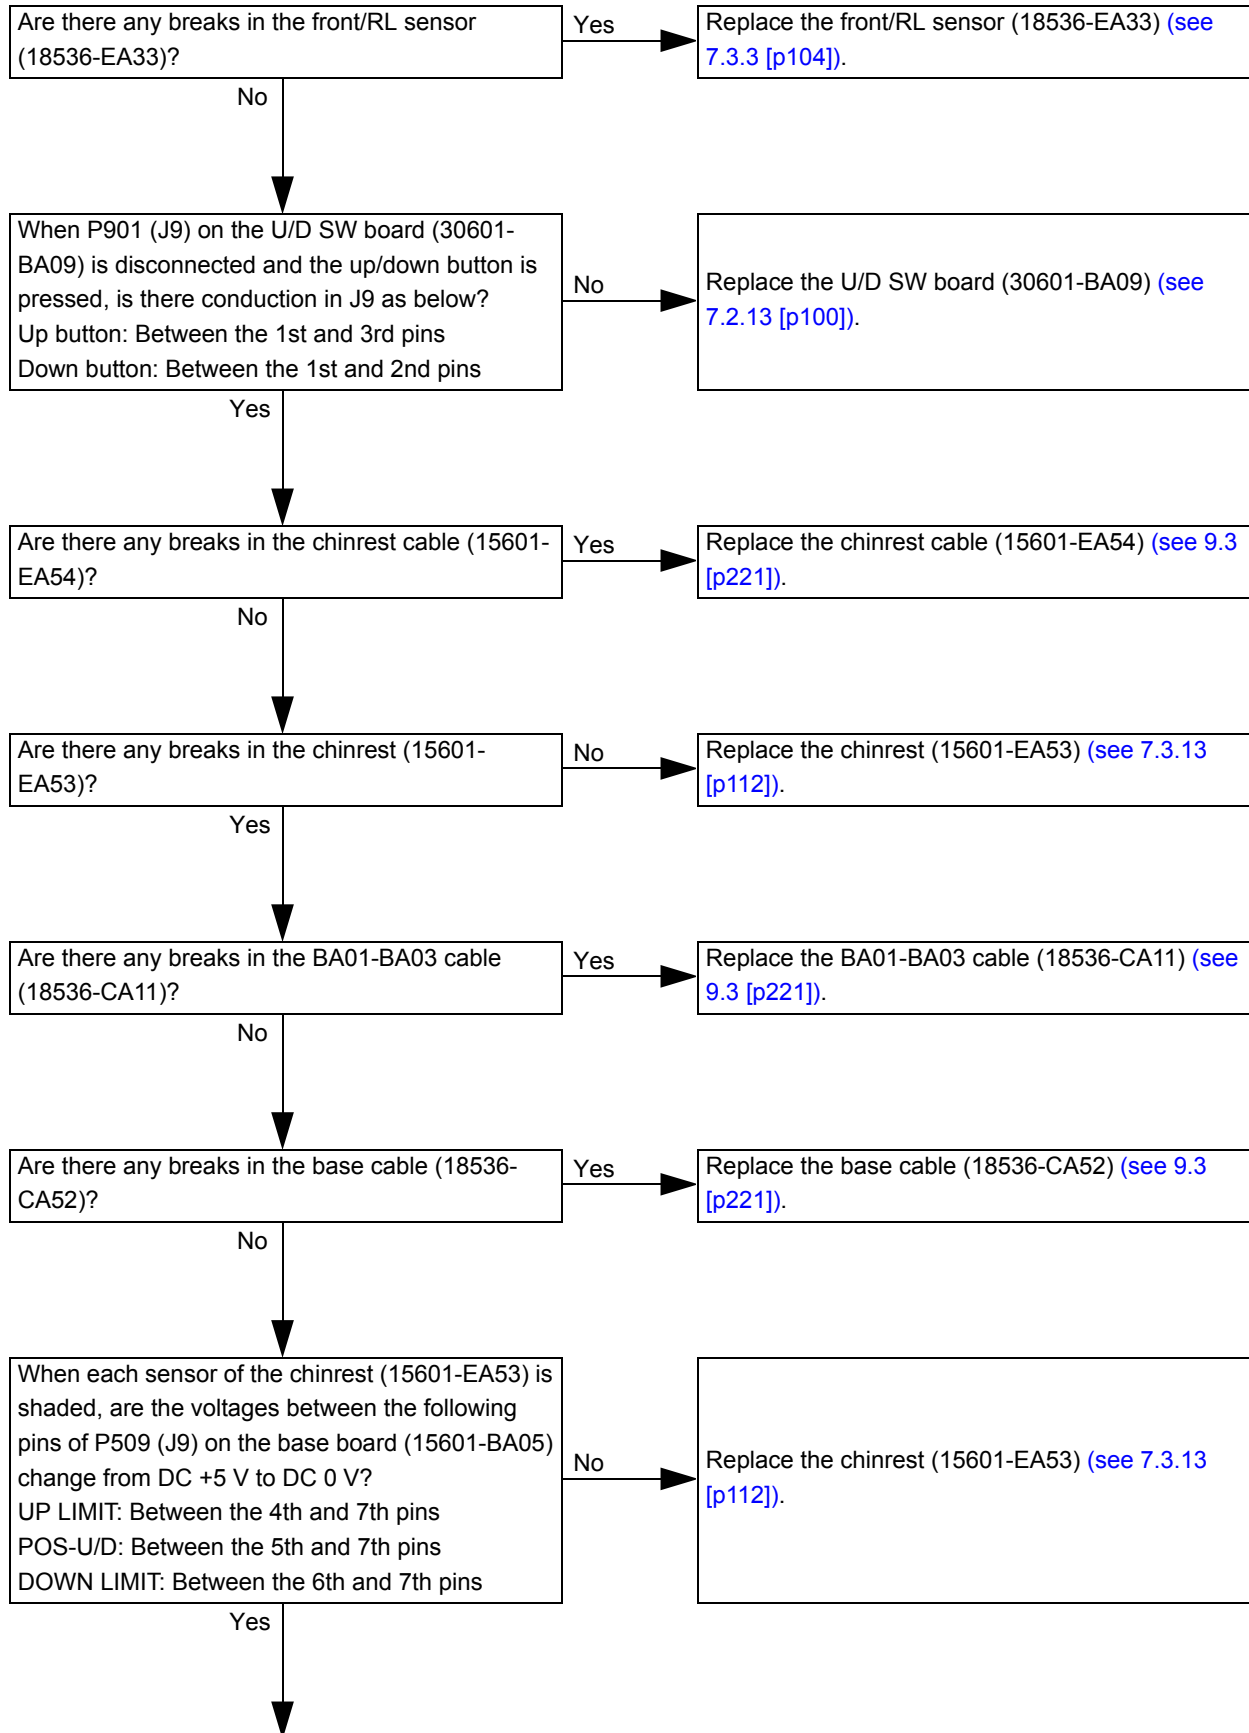 Are there any breaks in the front/RL sensor
(18536-EA33)?
Yes
Replace the front/RL sensor (18536-EA33) (see
7.3.3 [p104]).
No
When P901 (J9) on the U/D SW board (30601-
BA09) is disconnected and the up/down button is
pressed, is there conduction in J9 as below?
Up button: Between the 1st and 3rd pins
Down button: Between the 1st and 2nd pins
No
Replace the U/D SW board (30601-BA09) (see
7.2.13 [p100]).
Yes
Are there any breaks in the chinrest cable (15601-
EA54)?
Yes
Replace the chinrest cable (15601-EA54) (see 9.3
[p221]).
No
Are there any breaks in the chinrest (15601-
EA53)?
No
Replace the chinrest (15601-EA53) (see 7.3.13
[p112]).
Yes
Are there any breaks in the BA01-BA03 cable
(18536-CA11)?
Yes
Replace the BA01-BA03 cable (18536-CA11) (see
9.3 [p221]).
No
Are there any breaks in the base cable (18536-
CA52)?
Yes
Replace the base cable (18536-CA52) (see 9.3
[p221]).
No
When each sensor of the chinrest (15601-EA53) is
shaded, are the voltages between the following
pins of P509 (J9) on the base board (15601-BA05)
change from DC +5 V to DC 0 V?
UP LIMIT: Between the 4th and 7th pins
POS-U/D: Between the 5th and 7th pins
DOWN LIMIT: Between the 6th and 7th pins
No
Replace the chinrest (15601-EA53) (see 7.3.13
[p112]).
Yes